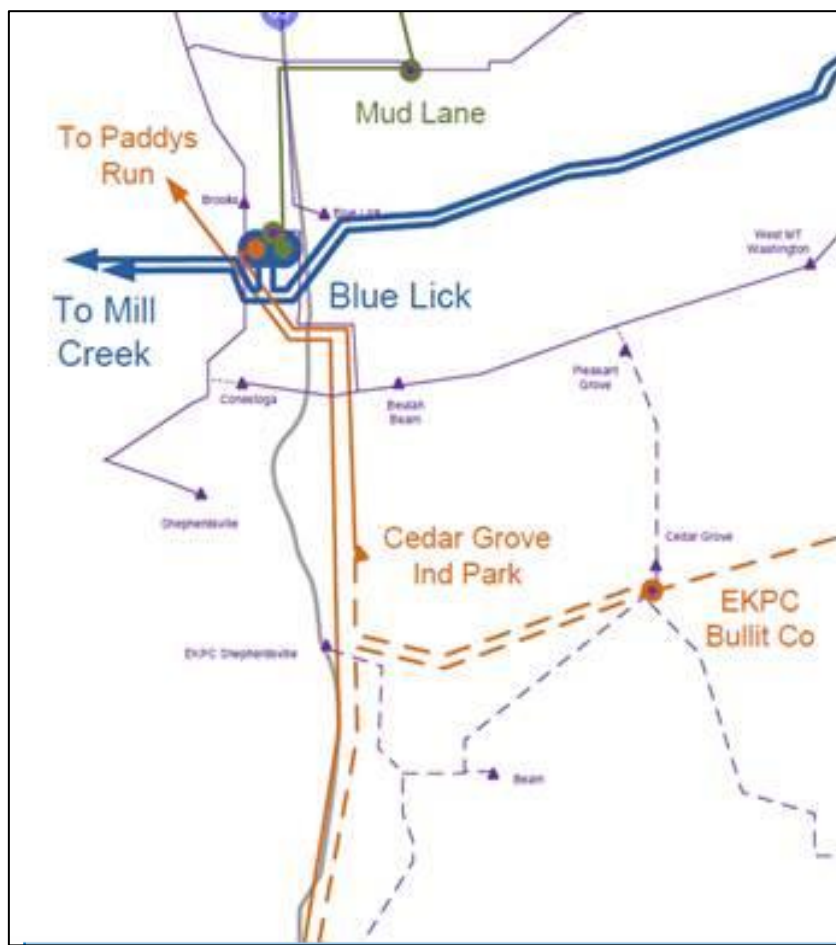 Mud Lane
To Paddys
Run
Brooks
Blue Lick
West MT
Washington
To Mill
Creek
Blue Lick
Pleasant
Grove
Conestoga
Beulah
Beam
Shepherdsville
Cedar Grove
Ind Park
Cedar Grove
EKPC
Bullit Co
EKPC Shepherdsville
Beam